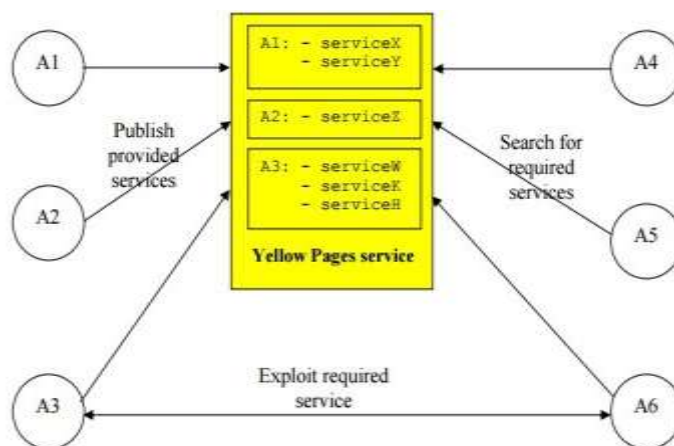 A1
A1: - serviceX
- serviceY
A4
A2: - serviceZ
Publish
provided
services
Search for
required
services
A3: - serviceW
- serviceK
- serviceH
A2
A5
Yellow Pages service
Exploit required
service
A3
A6